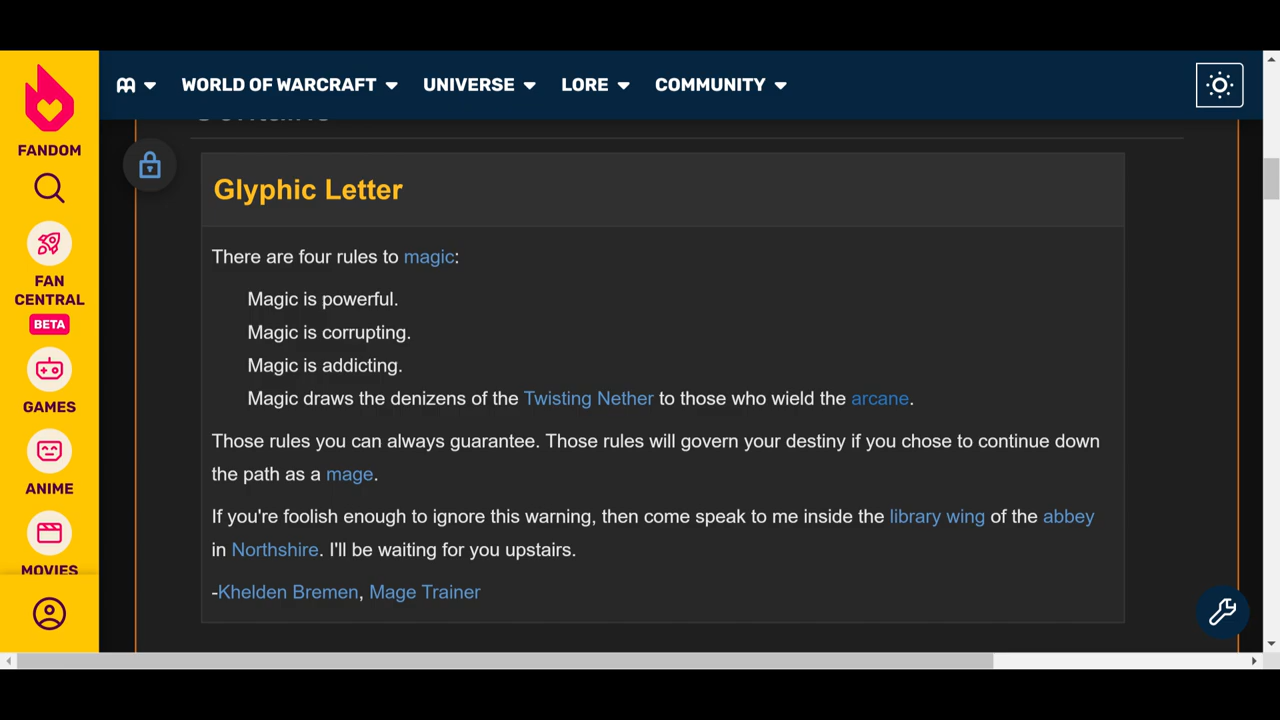 WORLD OF WARCRAFT UNIVERSE LORE COMMUNITY
FANDOM
FAN CENTRAL
BETA
GAMES
ANIME
MOVIES
Glyphic Letter
There are four rules to magic:
Magic is powerful.
Magic is corrupting.
Magic is addicting.
Magic draws the denizens of the Twisting Nether to those who wield the arcane.
Those rules you can always guarantee. Those rules will govern your destiny if you chose to continue down
the path as a mage.
If you're foolish enough to ignore this warning, then come speak to me inside the library wing of the abbey
in Northshire. I'll be waiting for you upstairs.
-Khelden Bremen, Mage Trainer